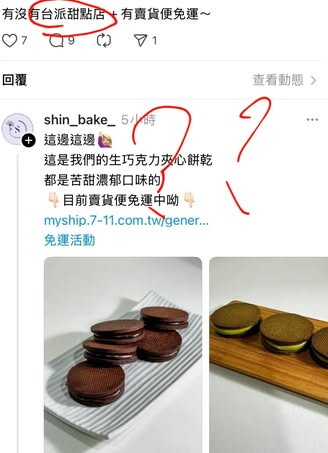 有沒有台派甜點店 + 有賣貨便免運～
7 9 1
回覆 查看動態
shin_bake_ 5小時
這邊這邊🙋🏻‍♀️
這是我們的生巧克力夾心餅乾
都是苦甜濃郁口味的
👇🏻目前賣貨便免運中呦👇🏻
myship.7-11.com.tw/gener...
免運活動